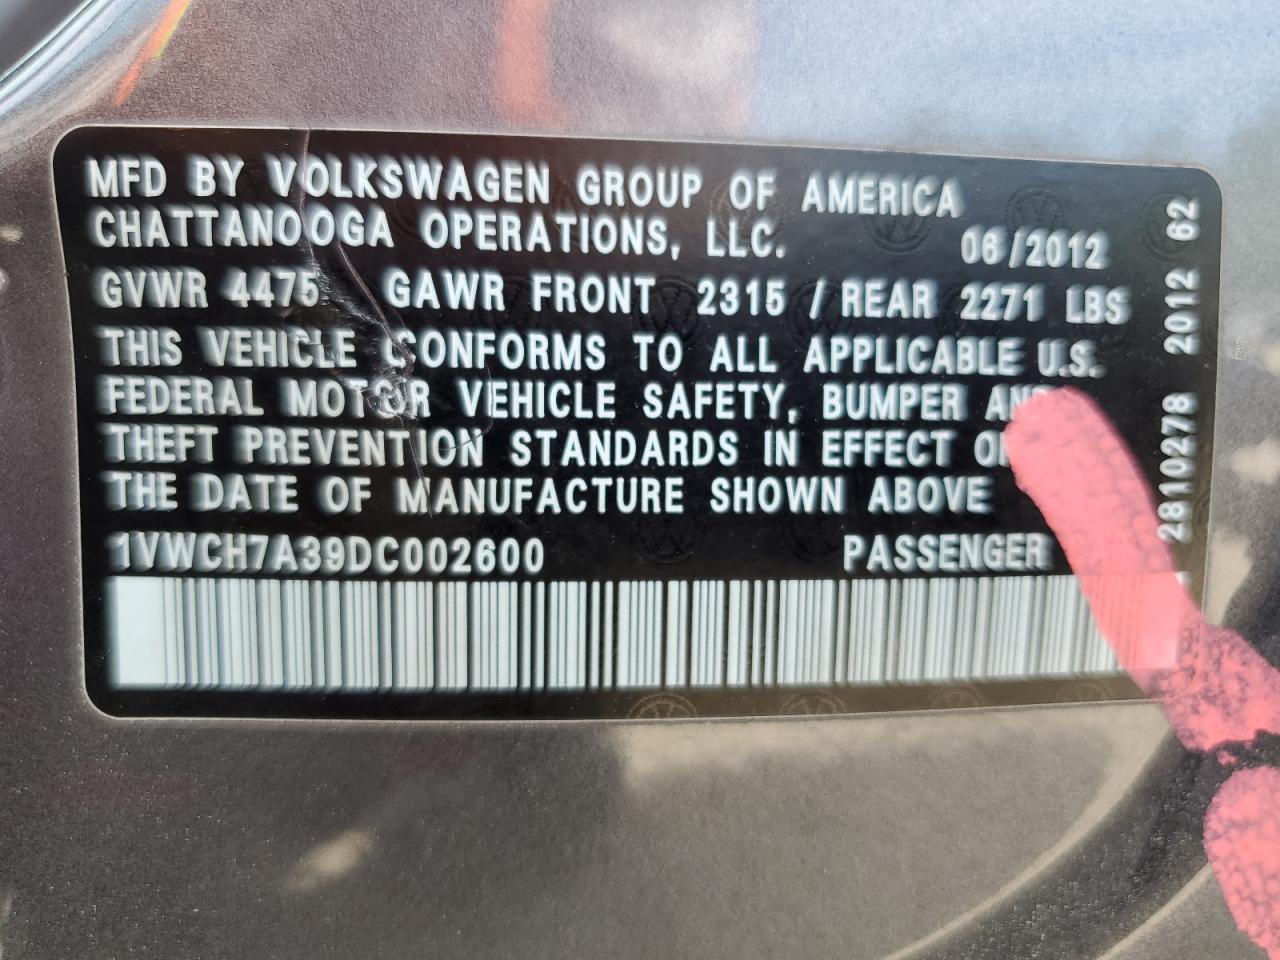 MFD BY VOLKSWAGEN GROUP OF AMERICA
CHATTANOOGA OPERATIONS, LLC. 06/2012
GVWR 4475 GAWR FRONT 2315 / REAR 2271 LBS
THIS VEHICLE CONFORMS TO ALL APPLICABLE U.S.
FEDERAL MOTOR VEHICLE SAFETY, BUMPER AND
THEFT PREVENTION STANDARDS IN EFFECT ON
THE DATE OF MANUFACTURE SHOWN ABOVE
1VWCH7A39DC002600 PASSENGER
2810278 2012 62